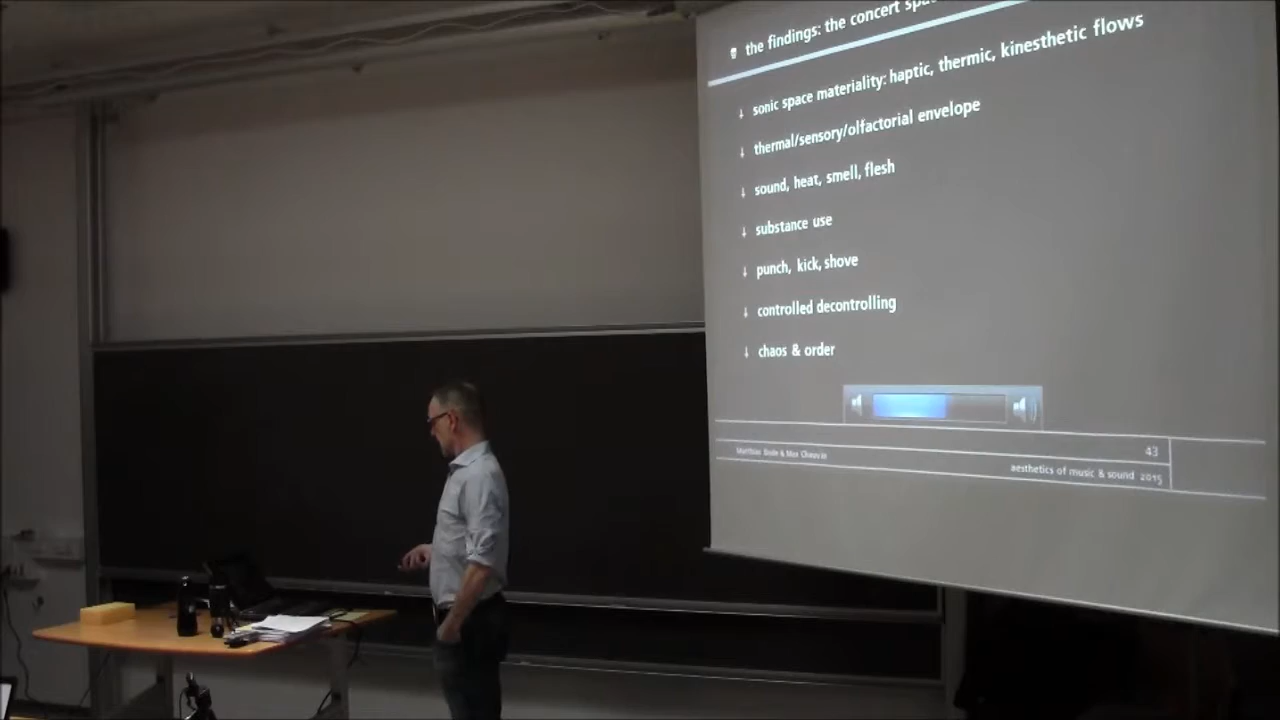 the findings: the concert
sonic space materiality: haptic, thermic, kinesthetic flows
thermal/sensory/olfactorial envelope
sound, heat, smell, flesh
substance use
punch, kick, shove
controlled decontrolling
chaos & order
43
aesthetics of music & sound 2015